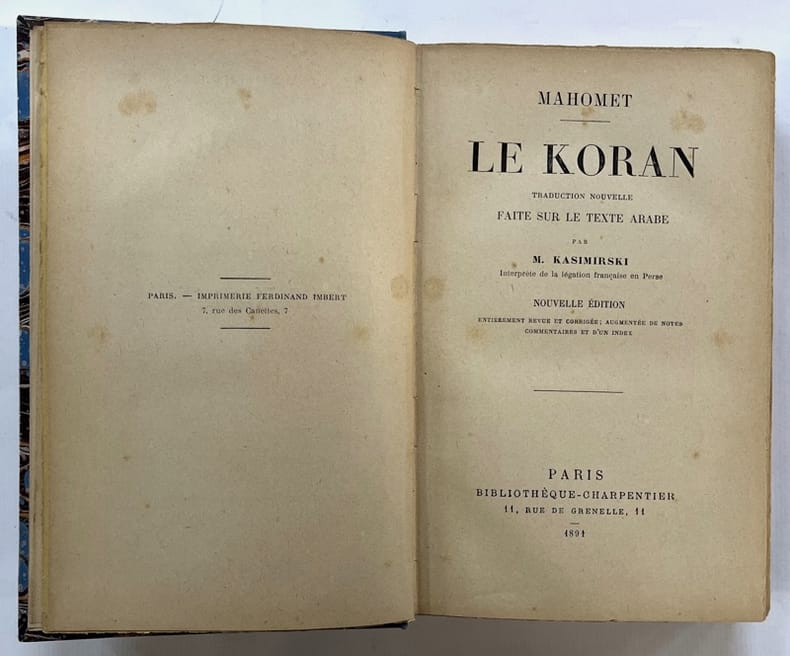 PARIS. — IMPRIMERIE FERDINAND IMBERT
7, rue des Canettes, 7
MAHOMET
LE KORAN
TRADUCTION NOUVELLE
FAITE SUR LE TEXTE ARABE
PAR
M. KASIMIRSKI
Interprète de la légation française en Perse
NOUVELLE ÉDITION
ENTIEREMENT REVUE ET CORRIGÉE; AUGMENTÉE DE NOTES
COMMENTAIRES ET D'UN INDEX
PARIS
BIBLIOTHÈQUE-CHARPENTIER
11, RUE DE GRENELLE, 11
1891